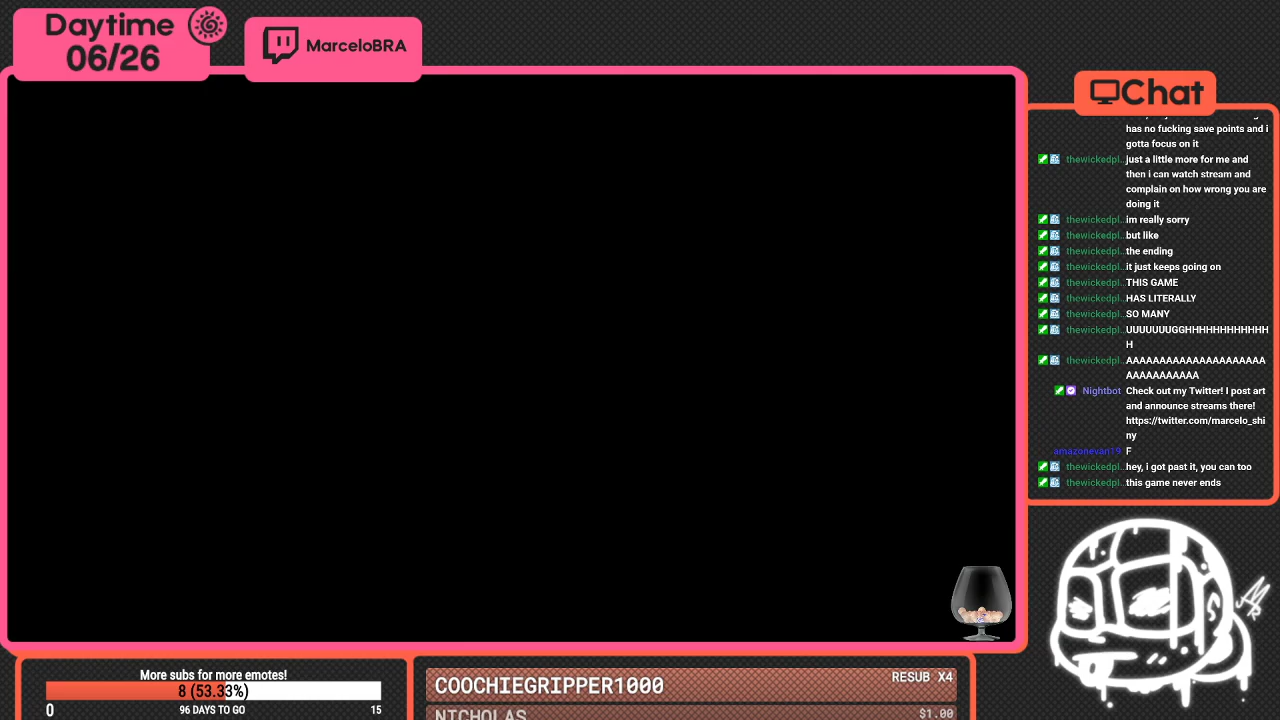 Daytime
06/26
MarceloBRA
Chat
has no fucking save points and i
gotta focus on it
thewickedpl.. just a little more for me and
then i can watch stream and
complain on how wrong you are
doing it
thewickedpl.. im really sorry
thewickedpl.. but like
thewickedpl.. the ending
thewickedpl.. it just keeps going on
thewickedpl.. THIS GAME
thewickedpl.. HAS LITERALLY
thewickedpl.. SO MANY
thewickedpl.. UUUUUUUGGHHHHHHHHHHHH
H
thewickedpl.. AAAAAAAAAAAAAAAAAAAAA
AAAAAAAAAAA
Nightbot Check out my Twitter! I post art
and announce streams there!
https://twitter.com/marcelo_shi
ny
amazonevan19 F
thewickedpl.. hey, i got past it, you can too
thewickedpl.. this game never ends
More subs for more emotes!
8 (53.33%)
0 96 DAYS TO GO 15
COOCHIEGRIPPER1000 RESUB X4
NICHOLAS $1.00